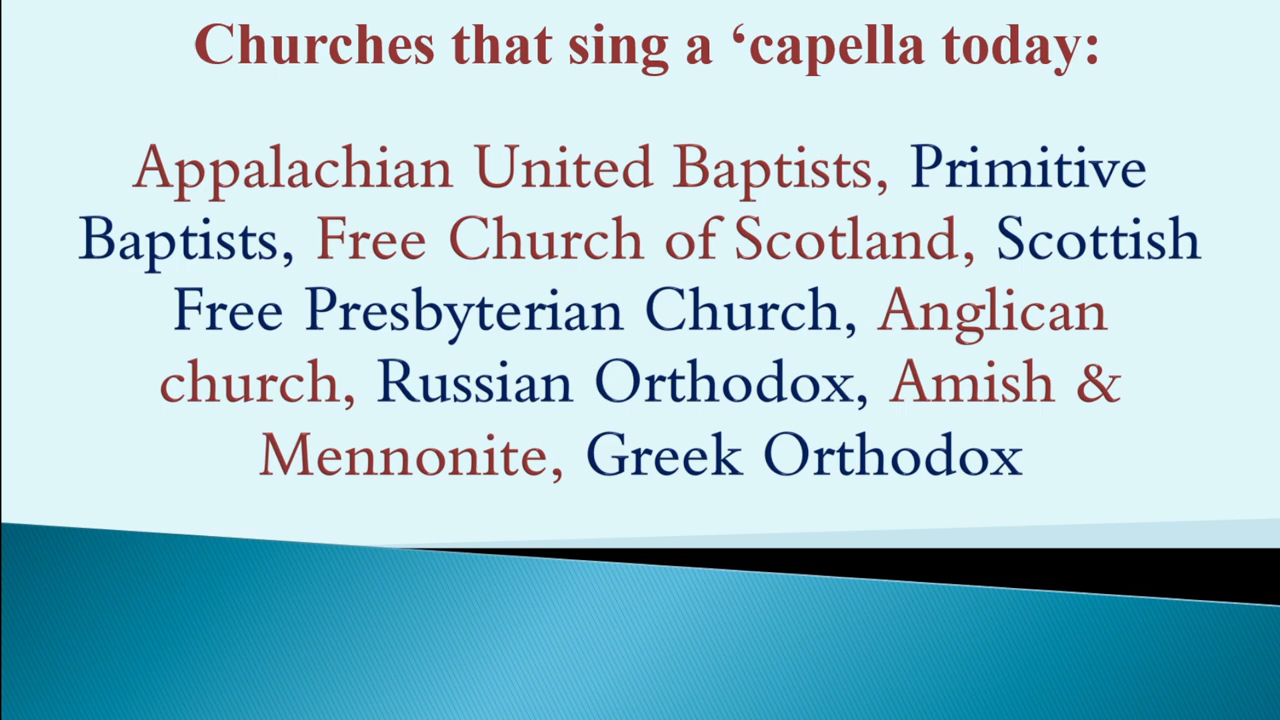 Churches that sing a ‘capella today:
Appalachian United Baptists, Primitive
Baptists, Free Church of Scotland, Scottish
Free Presbyterian Church, Anglican
church, Russian Orthodox, Amish &
Mennonite, Greek Orthodox